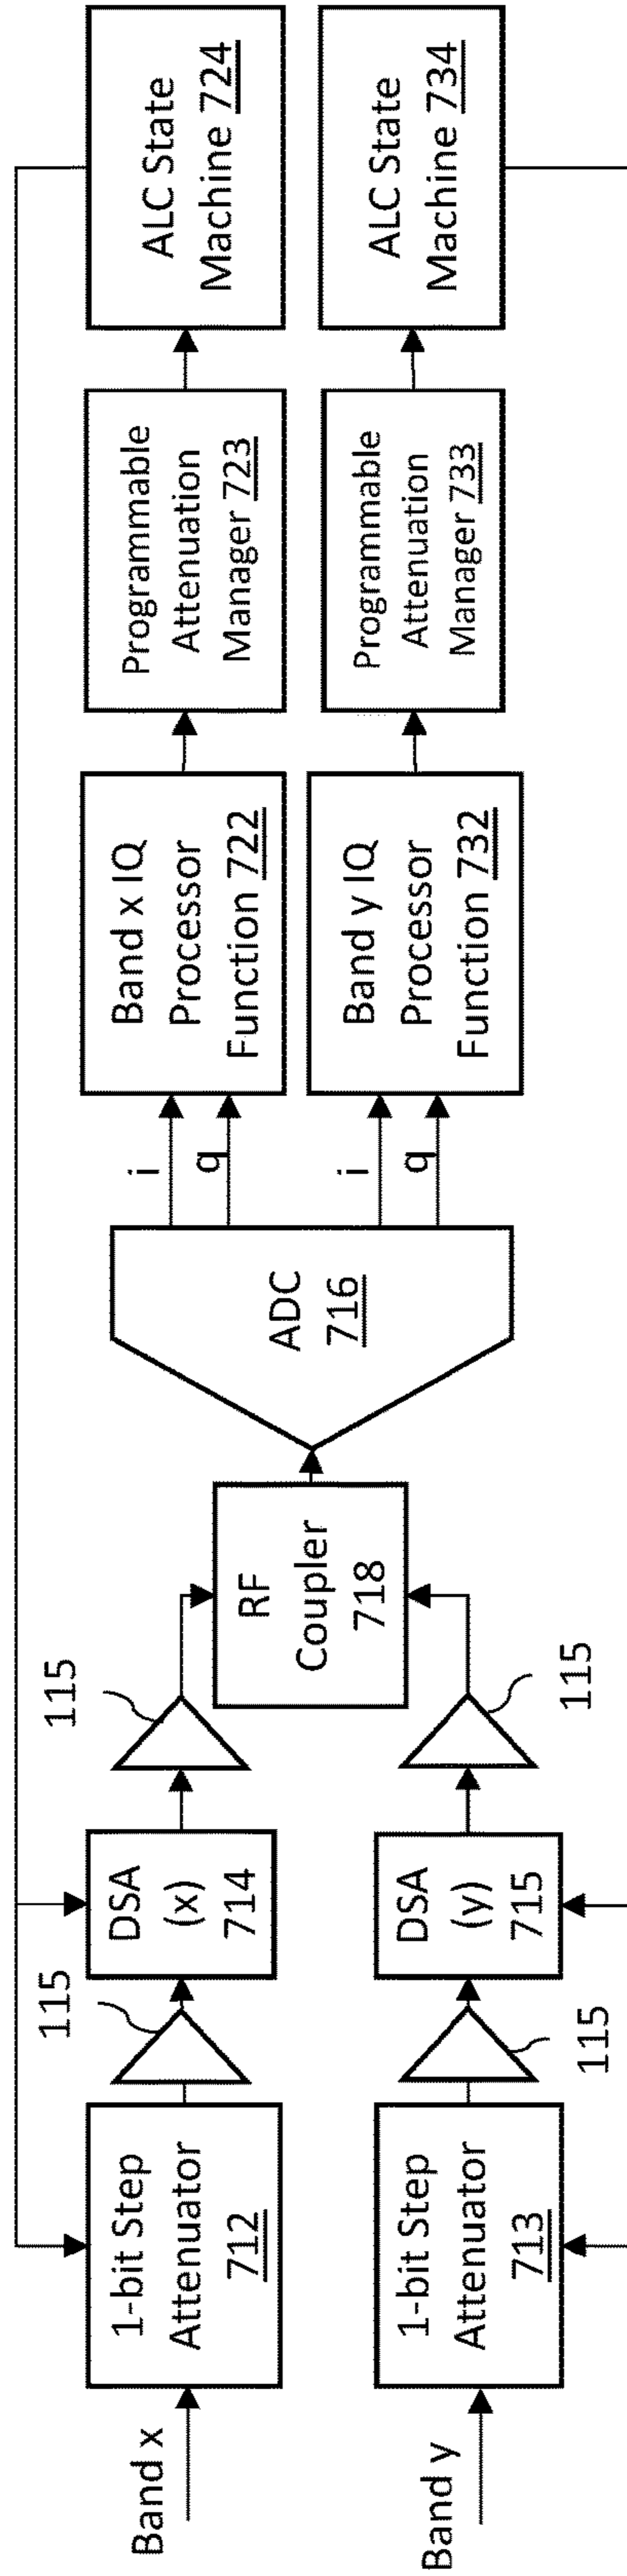 Band x
1-bit Step
Attenuator
712
115
DSA
(x)
714
115
RF
Coupler
718
ADC
716
i
q
Band x IQ
Processor
Function 722
Programmable
Attenuation
Manager 723
ALC State
Machine 724
Band y
1-bit Step
Attenuator
713
115
DSA
(y)
715
115
i
q
Band y IQ
Processor
Function 732
Programmable
Attenuation
Manager 733
ALC State
Machine 734